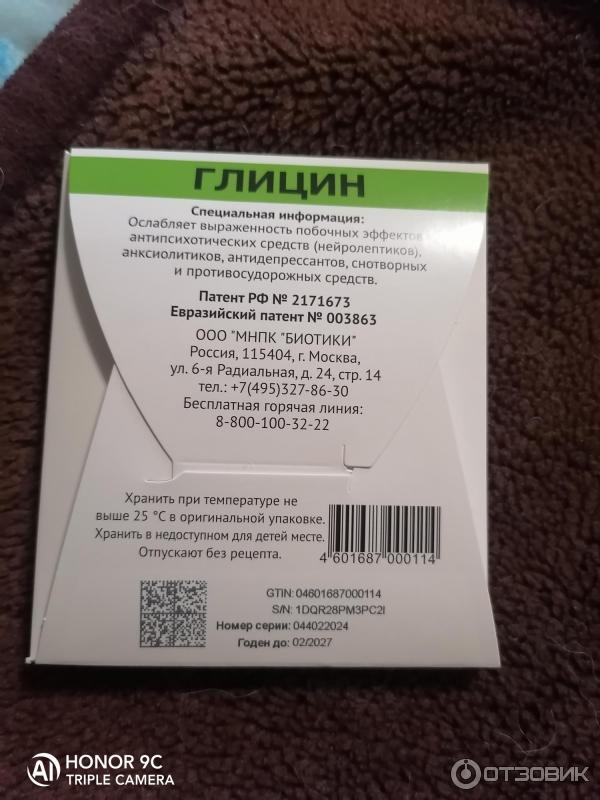 ГЛИЦИН
Специальная информация:
Ослабляет выраженность побочных эффектов
антипсихотических средств (нейролептиков),
анксиолитиков, антидепрессантов, снотворных
и противосудорожных средств.
Патент РФ № 2171673
Евразийский патент № 003863
ООО "МНПК "БИОТИКИ"
Россия, 115404, г. Москва,
ул. 6-я Радиальная, д. 24, стр. 14
тел.: +7(495)327-86-30
Бесплатная горячая линия:
8-800-100-32-22
Хранить при температуре не
выше 25 °C в оригинальной упаковке.
Хранить в недоступном для детей месте.
Отпускают без рецепта.
4 601687 000114
GTIN: 04601687000114
S/N: 1DQR28PM3PC2I
Номер серии: 044022024
Годен до: 02/2027
HONOR 9C
TRIPLE CAMERA
ОТЗОВИК